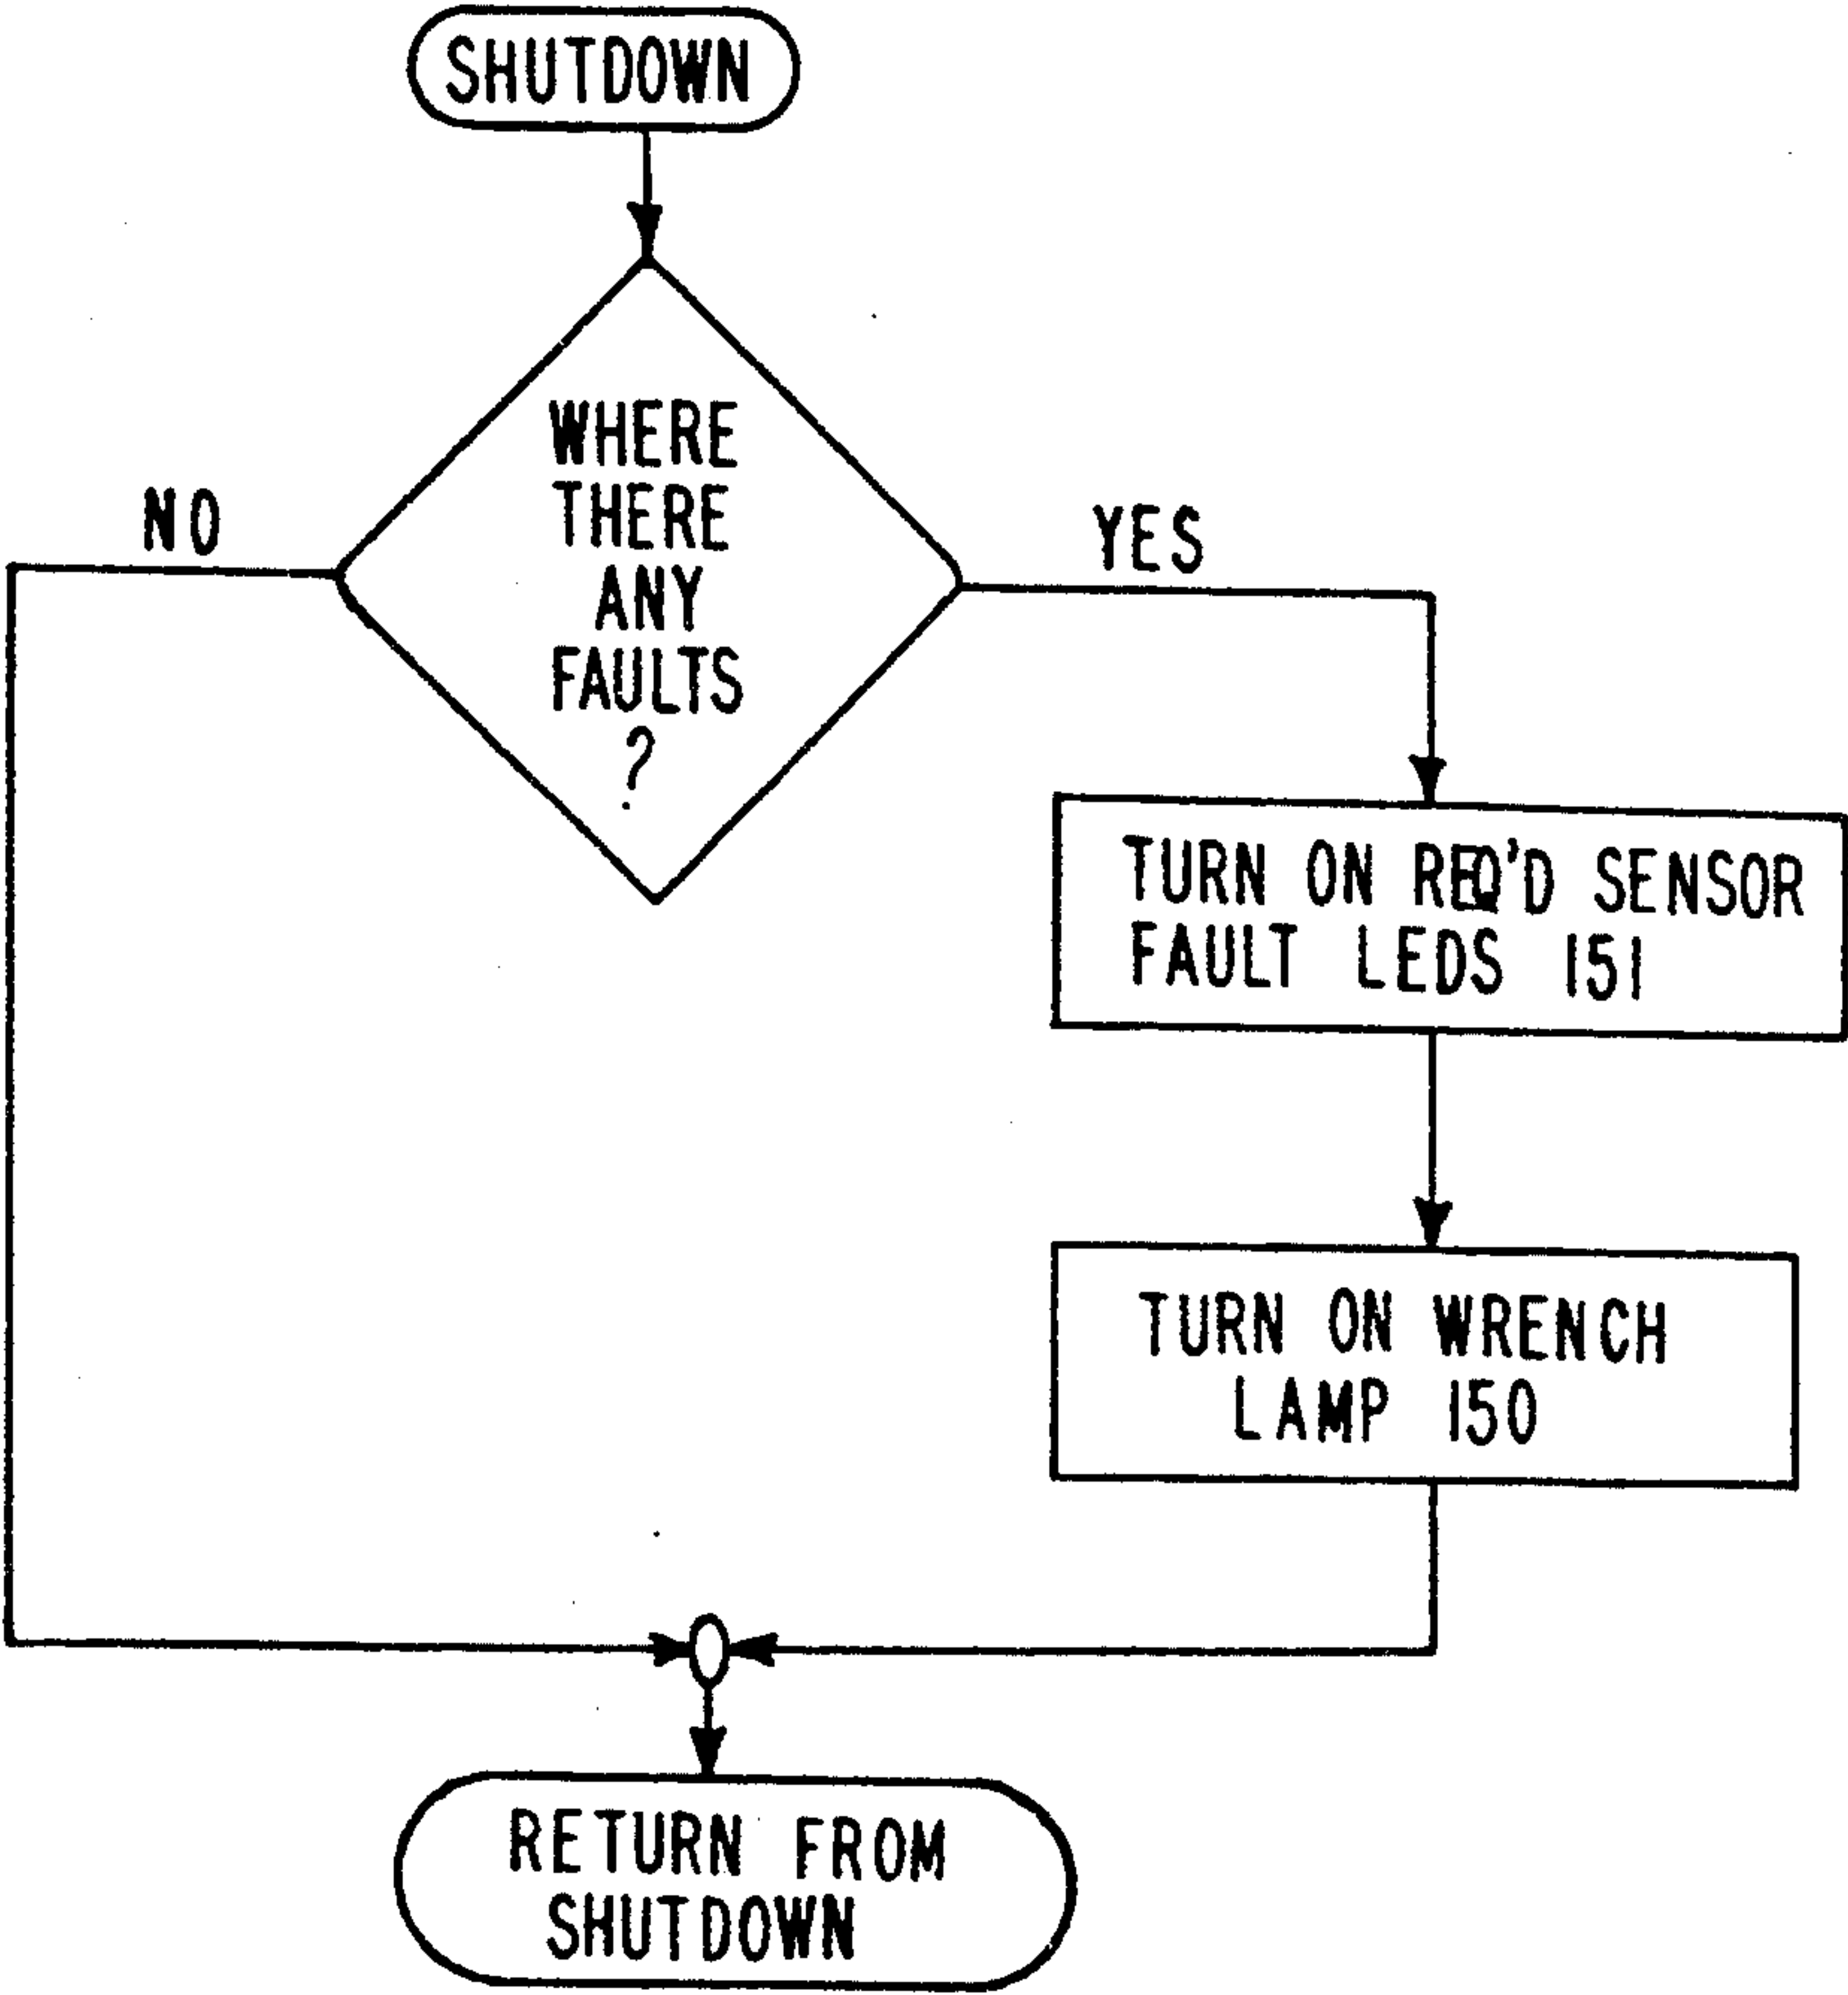 SHUTDOWN
WHERE
THERE
ANY
FAULTS
?
NO
YES
TURN ON REQ'D SENSOR
FAULT LEDS 151
TURN ON WRENCH
LAMP 150
RETURN FROM
SHUTDOWN